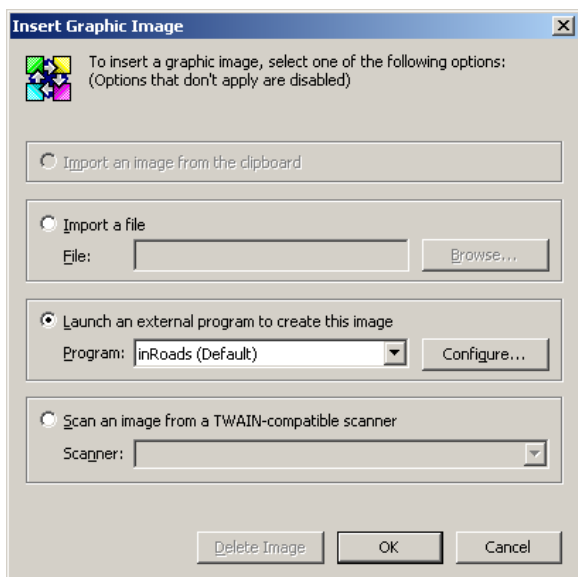 Insert Graphic Image
To insert a graphic image, select one of the following options:
(Options that don't apply are disabled)
Import an image from the clipboard
Import a file
File:
Browse...
Launch an external program to create this image
Program: inRoads (Default)
Configure...
Scan an image from a TWAIN-compatible scanner
Scanner:
Delete Image OK Cancel